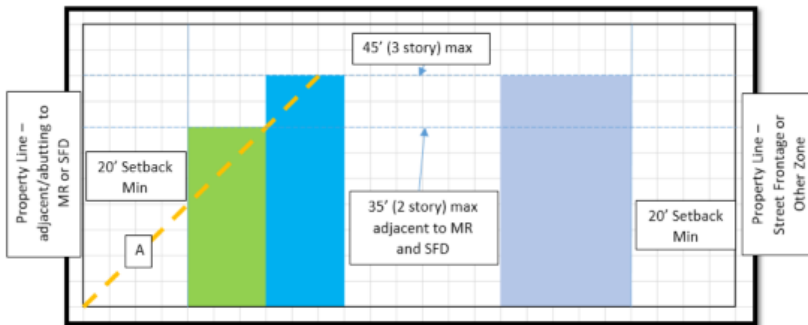 45’ (3 story) max
Property Line –
adjacent/abutting to
MR or SFD
20’ Setback
Min
A
35’ (2 story) max
adjacent to MR
and SFD
20’ Setback
Min
Property Line –
Street Frontage or
Other Zone